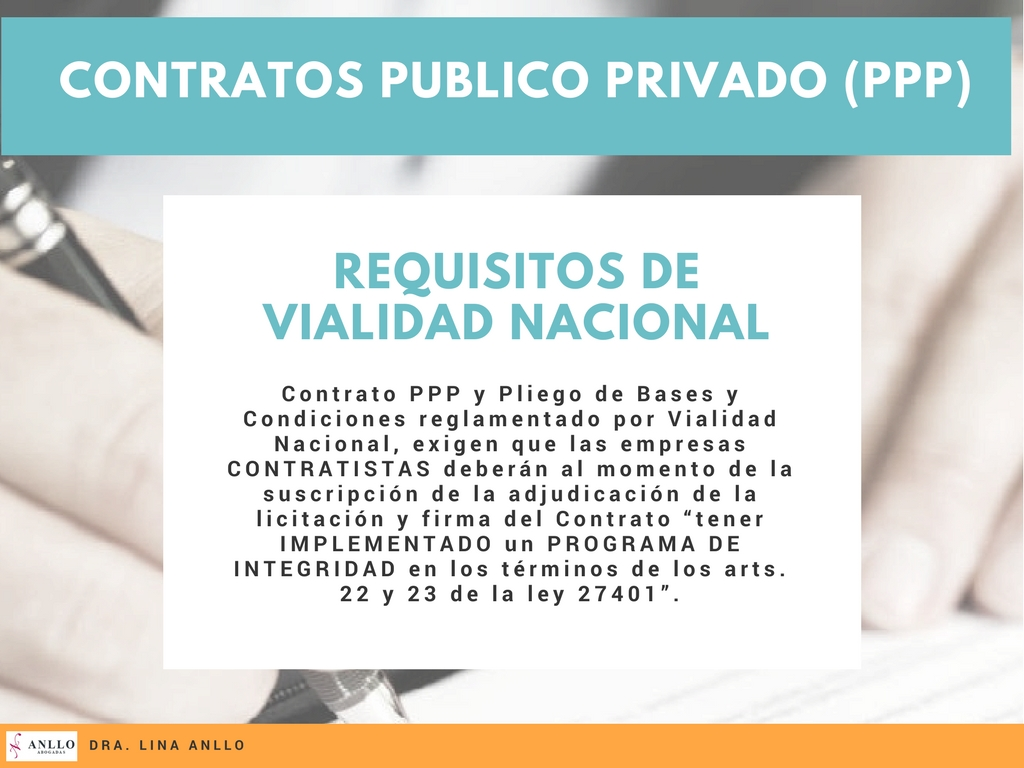 CONTRATOS PUBLICO PRIVADO (PPP)
REQUISITOS DE
VIALIDAD NACIONAL
Contrato PPP y Pliego de Bases y
Condiciones reglamentado por Vialidad
Nacional, exigen que las empresas
CONTRATISTAS deberán al momento de la
suscripción de la adjudicación de la
licitación y firma del Contrato “tener
IMPLEMENTADO un PROGRAMA DE
INTEGRIDAD en los términos de los arts.
22 y 23 de la ley 27401”.
ANLLO
ABOGADAS
DRA. LINA ANLLO